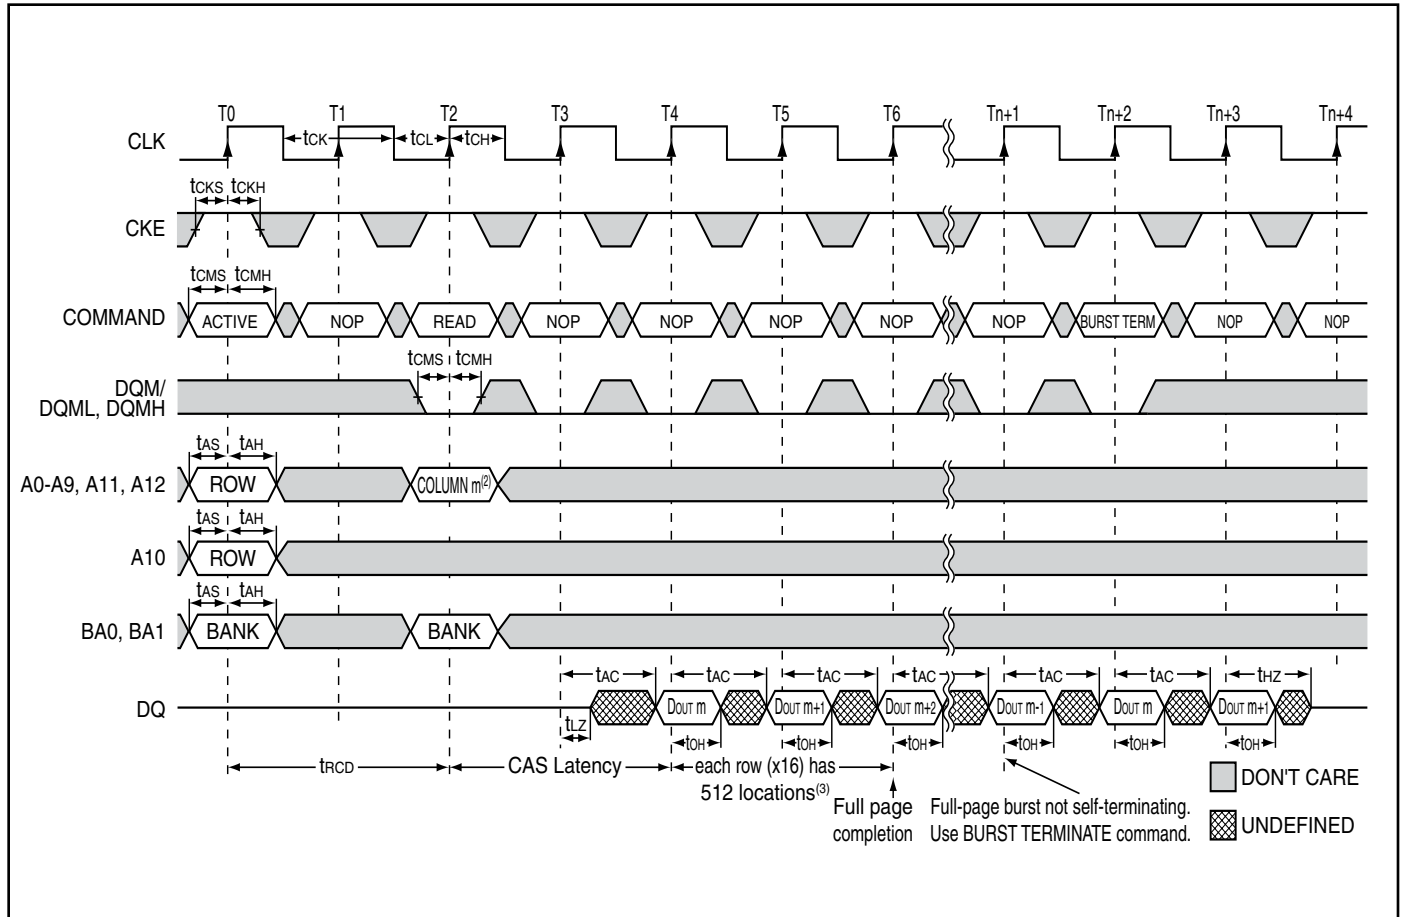 T0 T1 T2 T3 T4 T5 T6 Tn+1 Tn+2 Tn+3 Tn+4
CLK tCK tCL tCH
tCKS tCKH
CKE
tCMS tCMH
COMMAND ACTIVE NOP READ NOP NOP NOP NOP NOP BURST TERM NOP NOP
tCMS tCMH
DQM/
DQML, DQMH
tAS tAH
A0-A9, A11, A12 ROW COLUMN m(2)
tAS tAH
A10 ROW
tAS tAH
BA0, BA1 BANK BANK
tAC tAC tAC tAC tAC tAC tHZ
DQ DOUT m DOUT m+1 DOUT m+2 DOUT m-1 DOUT m DOUT m+1
tLZ tOH tOH tOH tOH tOH tOH
tRCD CAS Latency each row (x16) has
512 locations(3)
Full page
completion
Full-page burst not self-terminating.
Use BURST TERMINATE command.
DON'T CARE
UNDEFINED